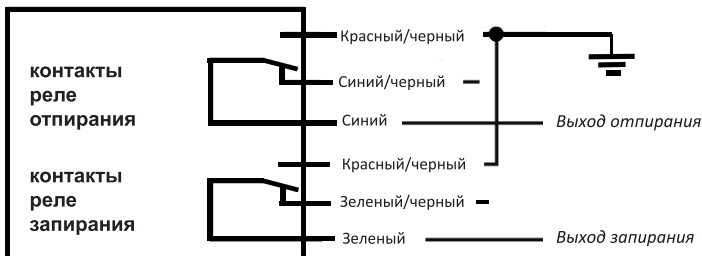 Красный/черный
контакты
реле
отпирания
Синий/черный
Синий
Выход отпирания
Красный/черный
контакты
реле
запирания
Зеленый/черный
Зеленый
Выход запирания